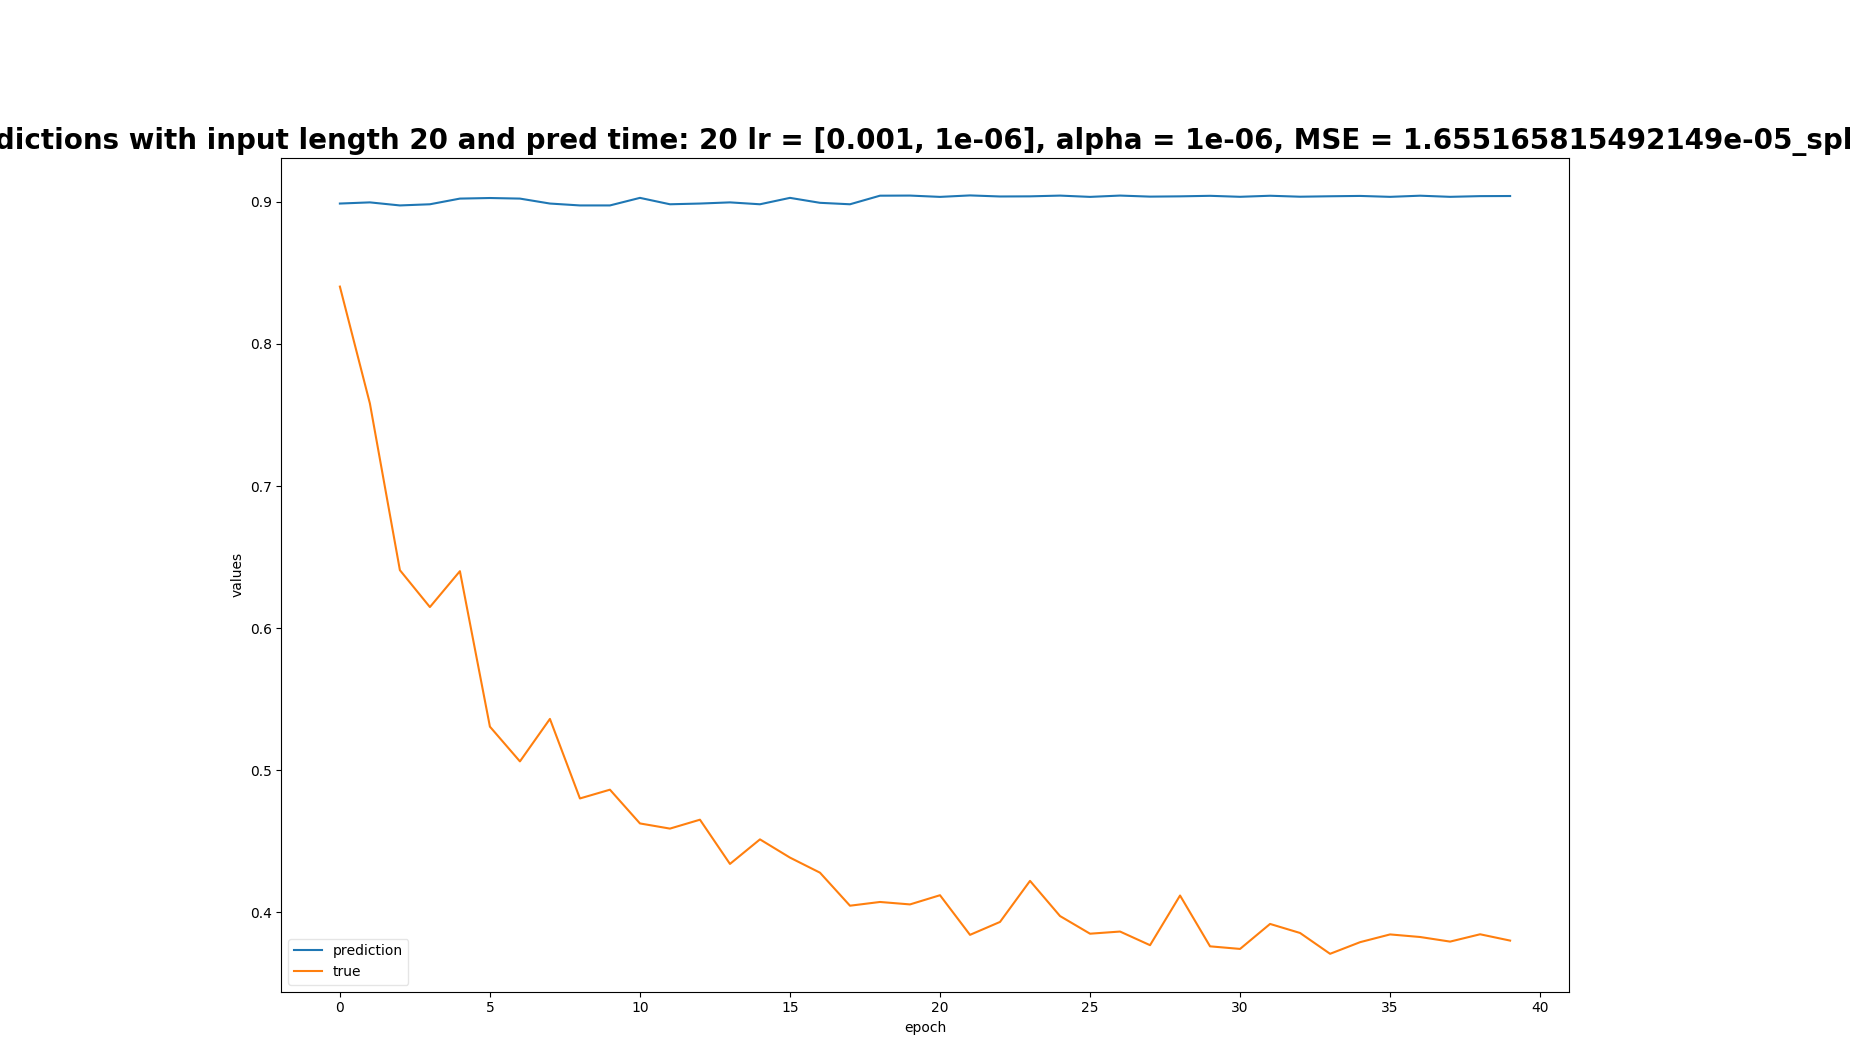 dictions with input length 20 and pred time: 20 lr = [0.001, 1e-06], alpha = 1e-06, MSE = 1.655165815492149e-05_spl
0.9
0.8
0.7
0.6
0.5
0.4
values
prediction
true
0 5 10 15 20 25 30 35 40
epoch